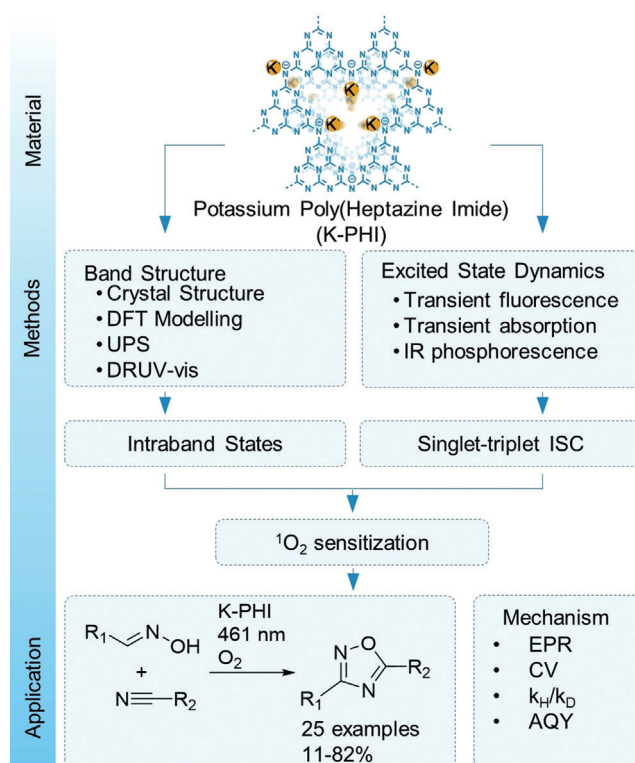 Material
K
K
K
K
K
Potassium Poly(Heptazine Imide)
(K-PHI)
Methods
Band Structure
•Crystal Structure
•DFT Modelling
•UPS
•DRUV-vis
Excited State Dynamics
•Transient fluorescence
•Transient absorption
•IR phosphorescence
Intraband States
Singlet-triplet ISC
¹O₂ sensitization
Application
R₁
N
OH
+
N
R₂
K-PHI
461 nm
O₂
N
O
N
R₁
R₂
25 examples
11-82%
Mechanism
• EPR
• CV
• k_H/k_D
• AQY